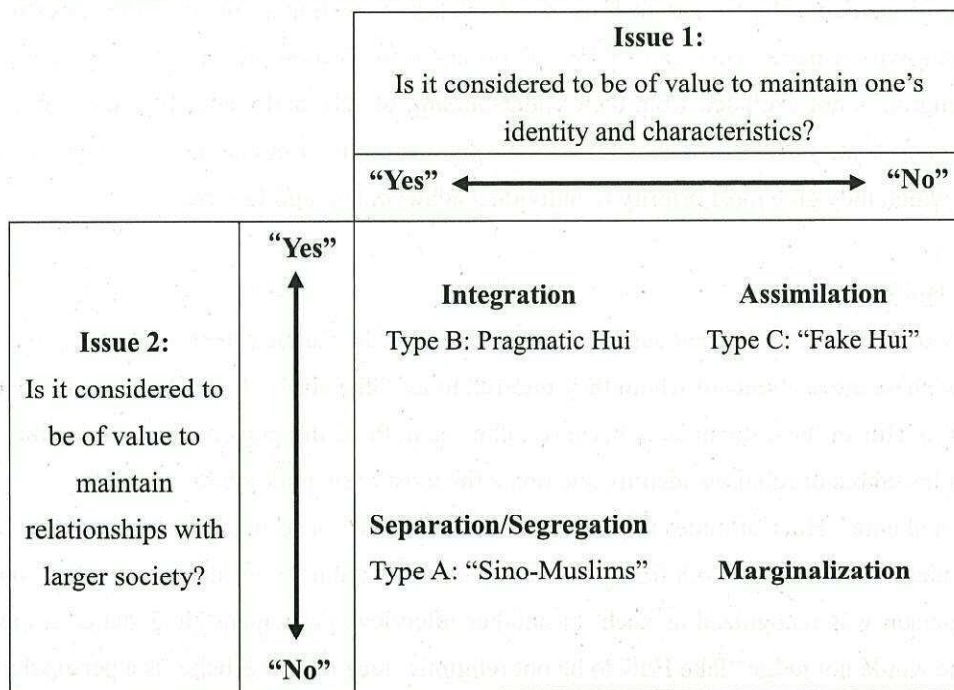 Issue 1:
Is it considered to be of value to maintain one’s
identity and characteristics?
“Yes” “No”
Issue 2:
Is it considered to
be of value to
maintain
relationships with
larger society?
“Yes”
“No”
Integration
Type B: Pragmatic Hui
Assimilation
Type C: “Fake Hui”
Separation/Segregation
Type A: “Sino-Muslims”
Marginalization